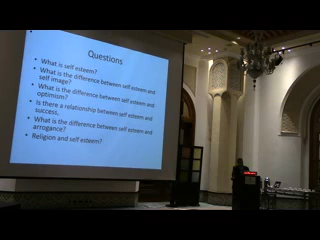 Questions
• What is self esteem?
• What is the difference between self esteem and
self image?
• What is the difference between self esteem and
optimism?
• Is there a relationship between self esteem and
success,
• What is the difference between self esteem and
arrogance?
• Religion and self esteem?